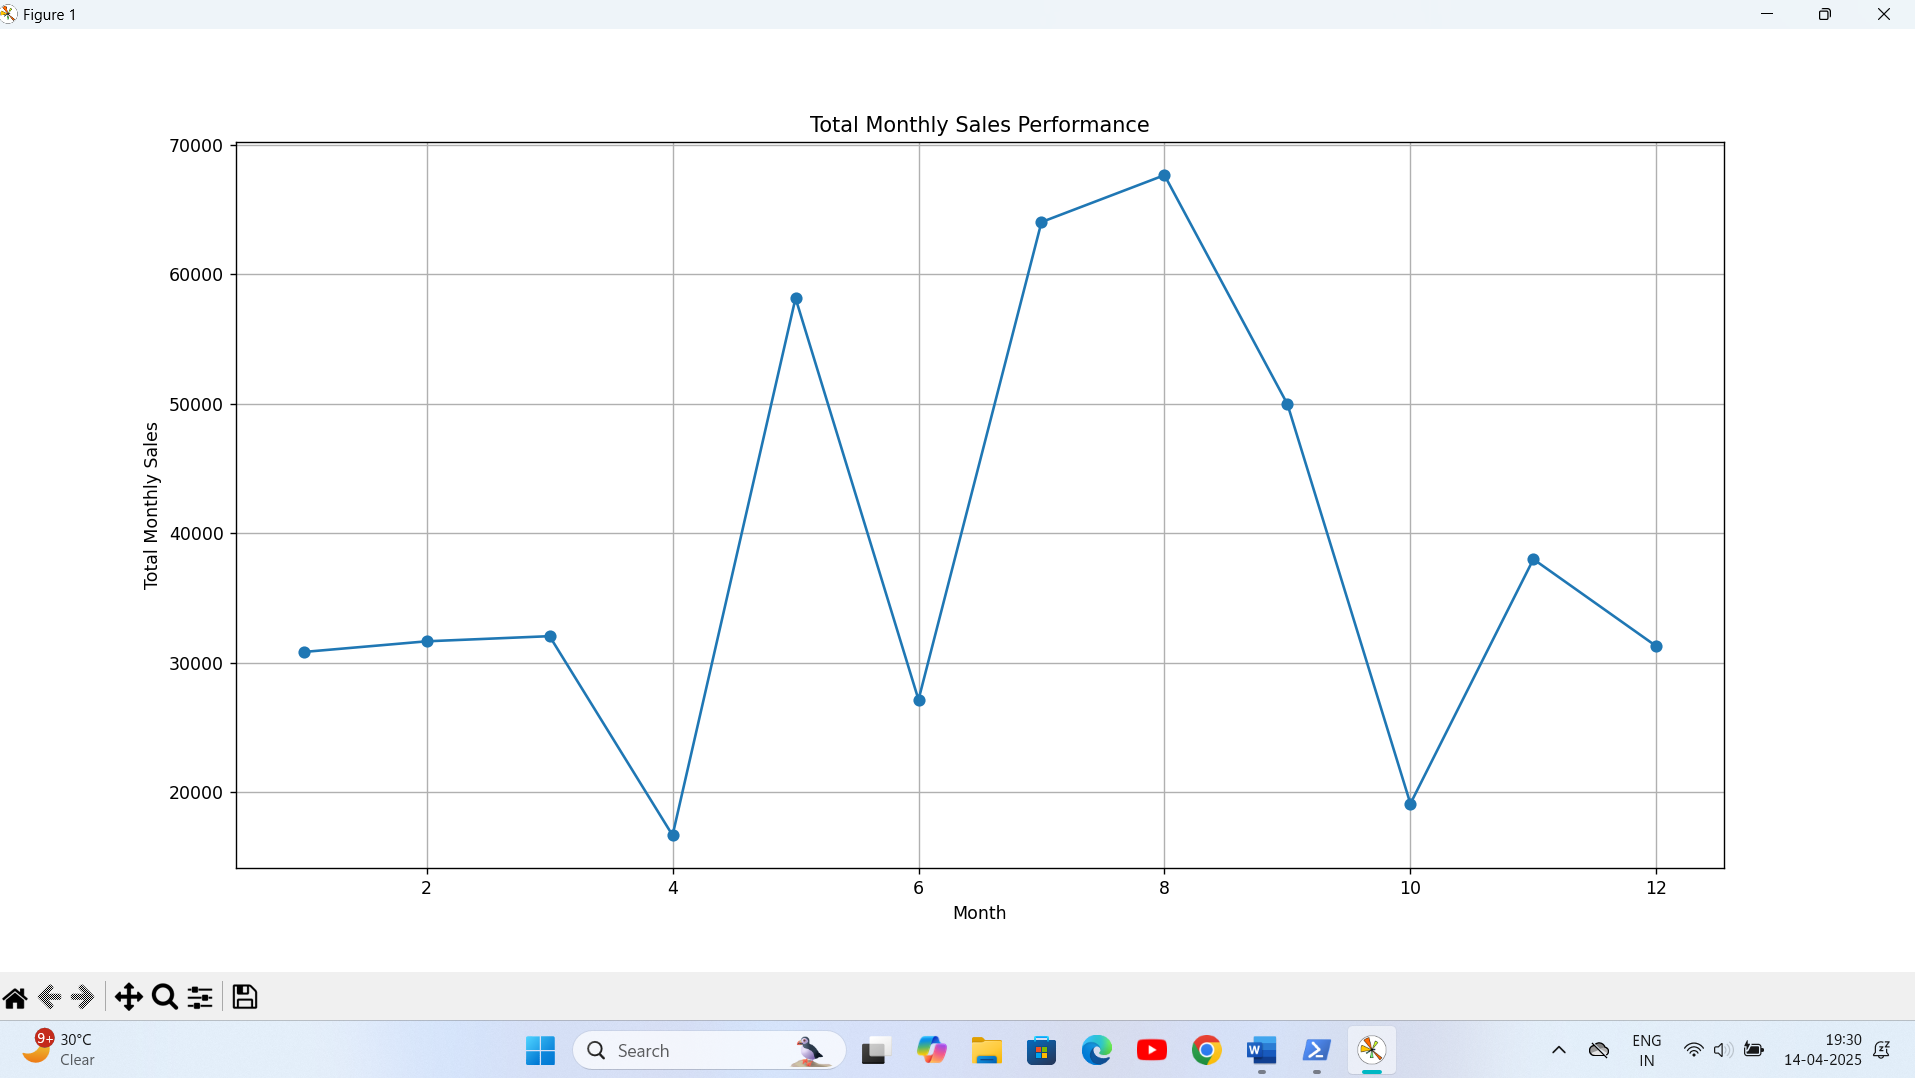 Figure 1
Total Monthly Sales Performance
70000
60000
50000
40000
30000
20000
Total Monthly Sales
2 4 6 8 10 12
Month
9+
30°C
Clear
Search
ENG
IN
19:30
14-04-2025